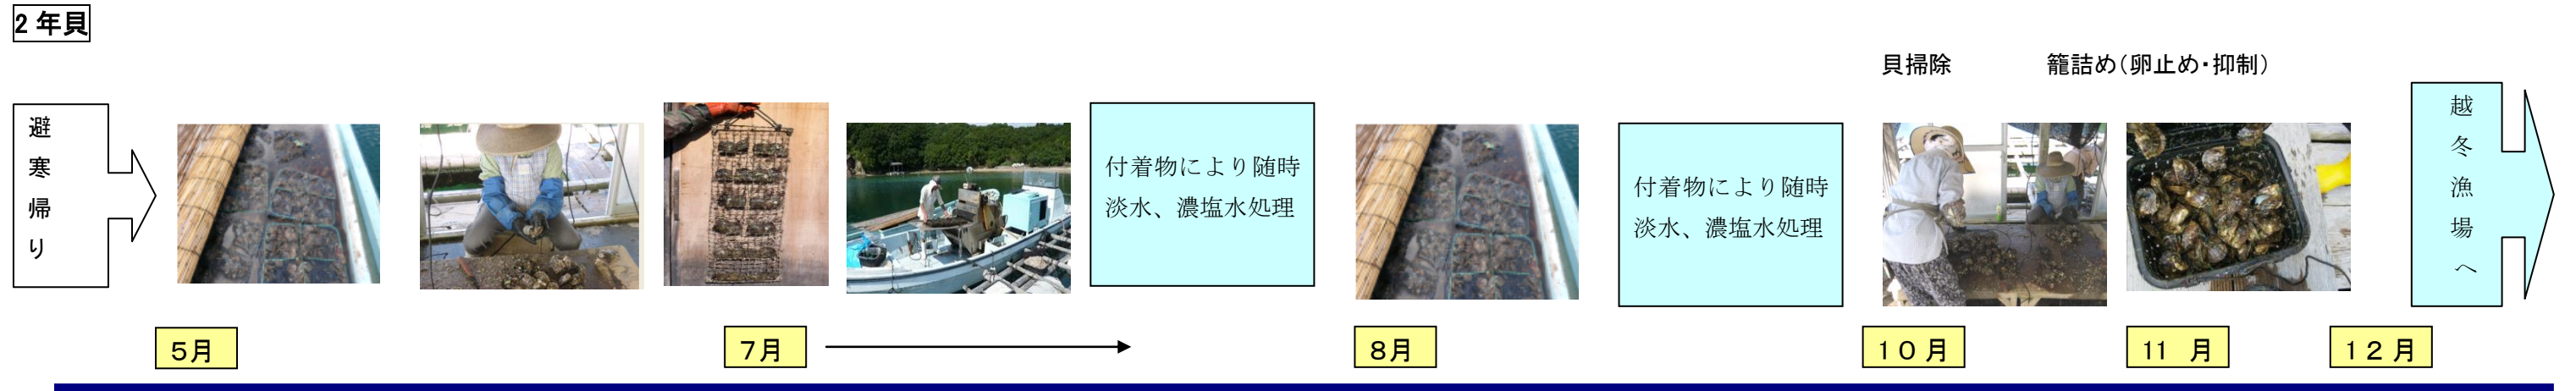 2年貝
貝掃除
籠詰め（卵止め・抑制）
避寒帰り
付着物により随時
淡水、濃塩水処理
付着物により随時
淡水、濃塩水処理
越冬漁場へ
5月
7月
8月
10月
11 月
12月